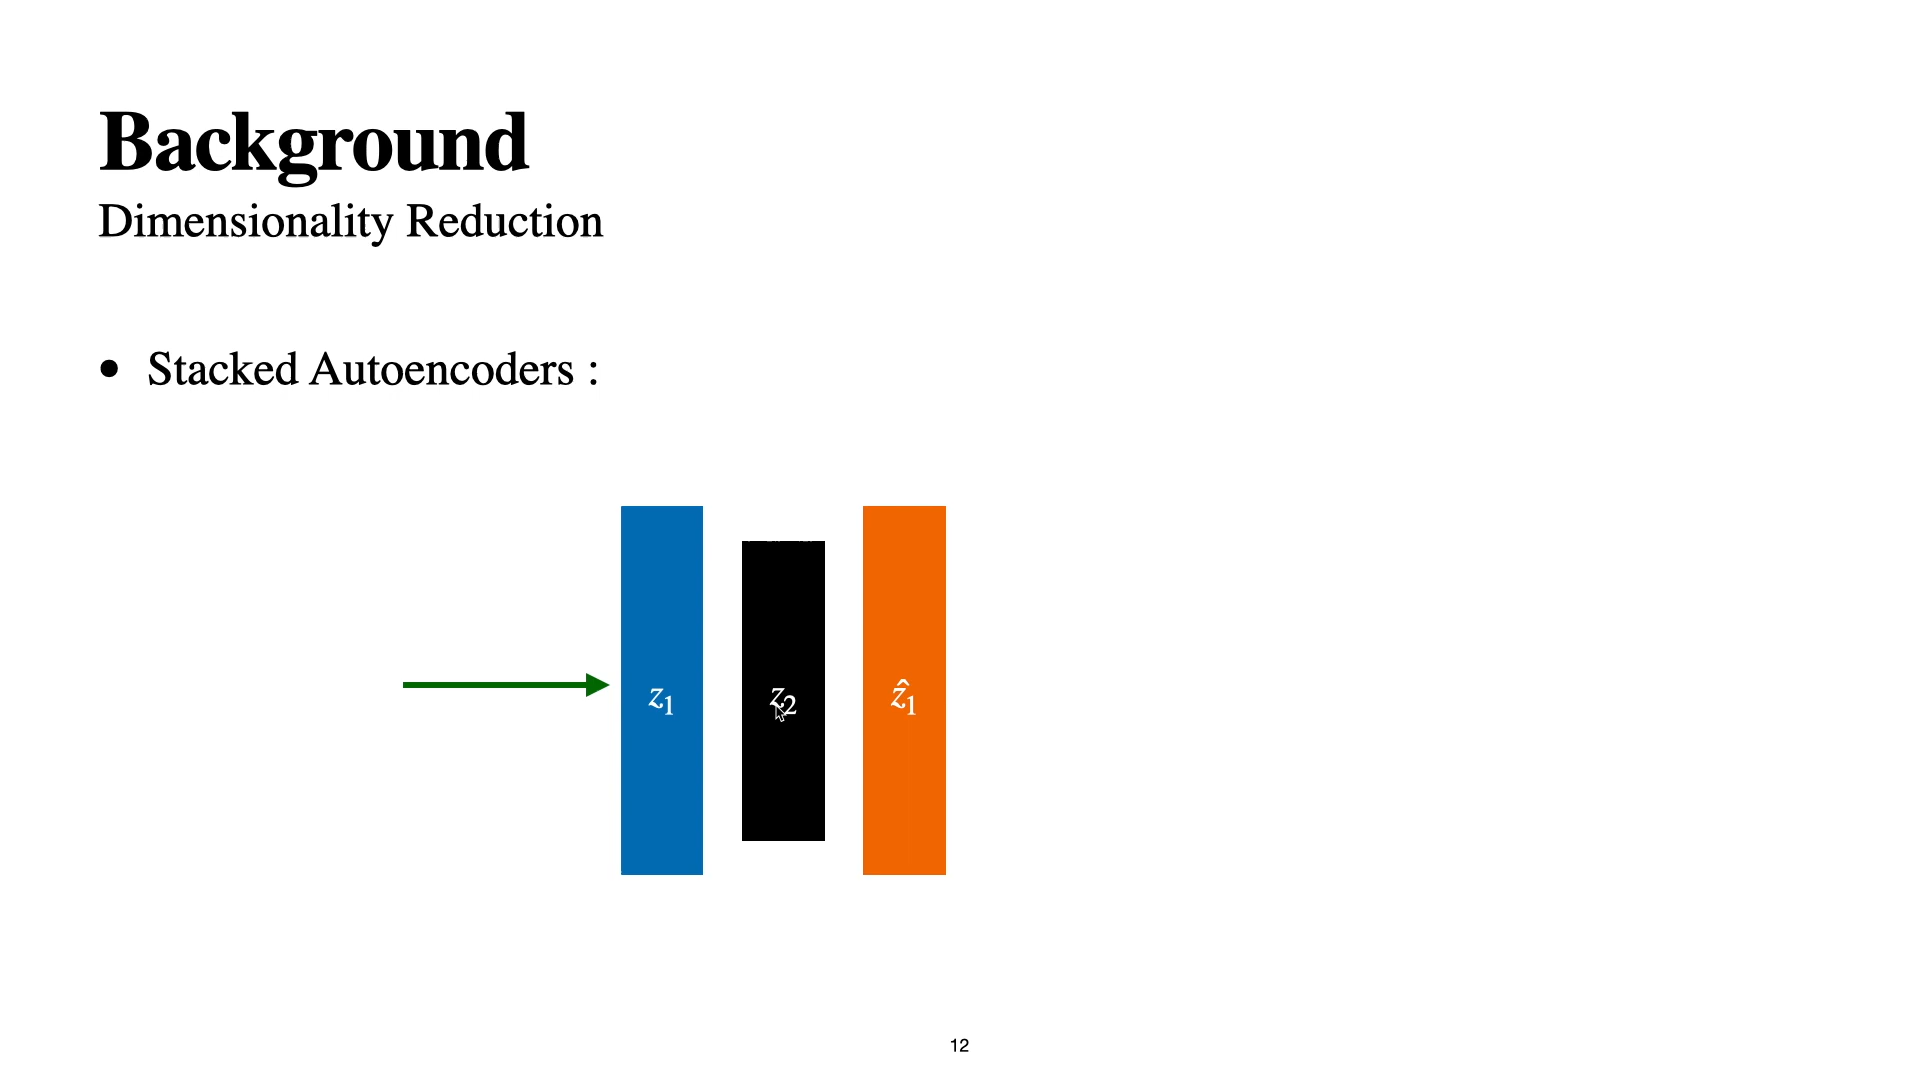 Background
Dimensionality Reduction
• Stacked Autoencoders :
z₁ z₂ ẑ₁
12